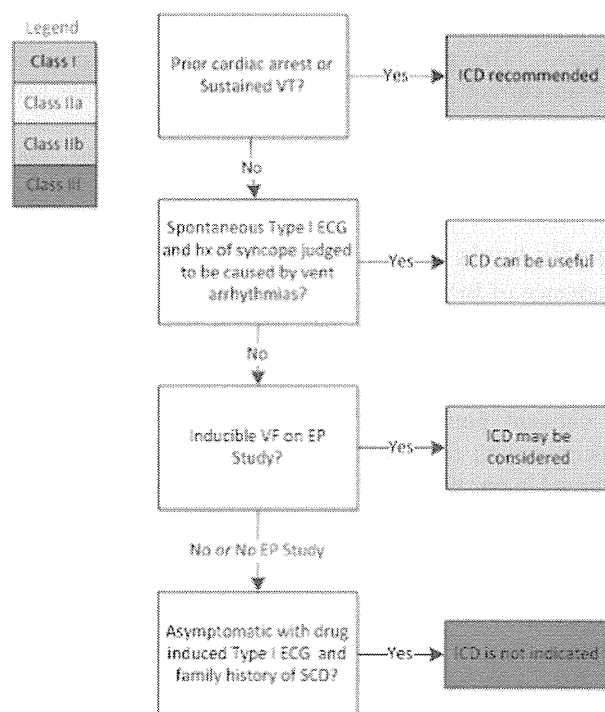 Legend
Class I
Class IIa
Class IIb
Class III
Prior cardiac arrest or
Sustained VT?
Yes
ICD recommended
No
Spontaneous Type I ECG
and hx of syncope judged
to be caused by vent
arrhythmias?
Yes
ICD can be useful
No
Inducible VF on EP
Study?
Yes
ICD may be
considered
No or No EP Study
Asymptomatic with drug
induced Type I ECG and
family history of SCD?
Yes
ICD is not indicated